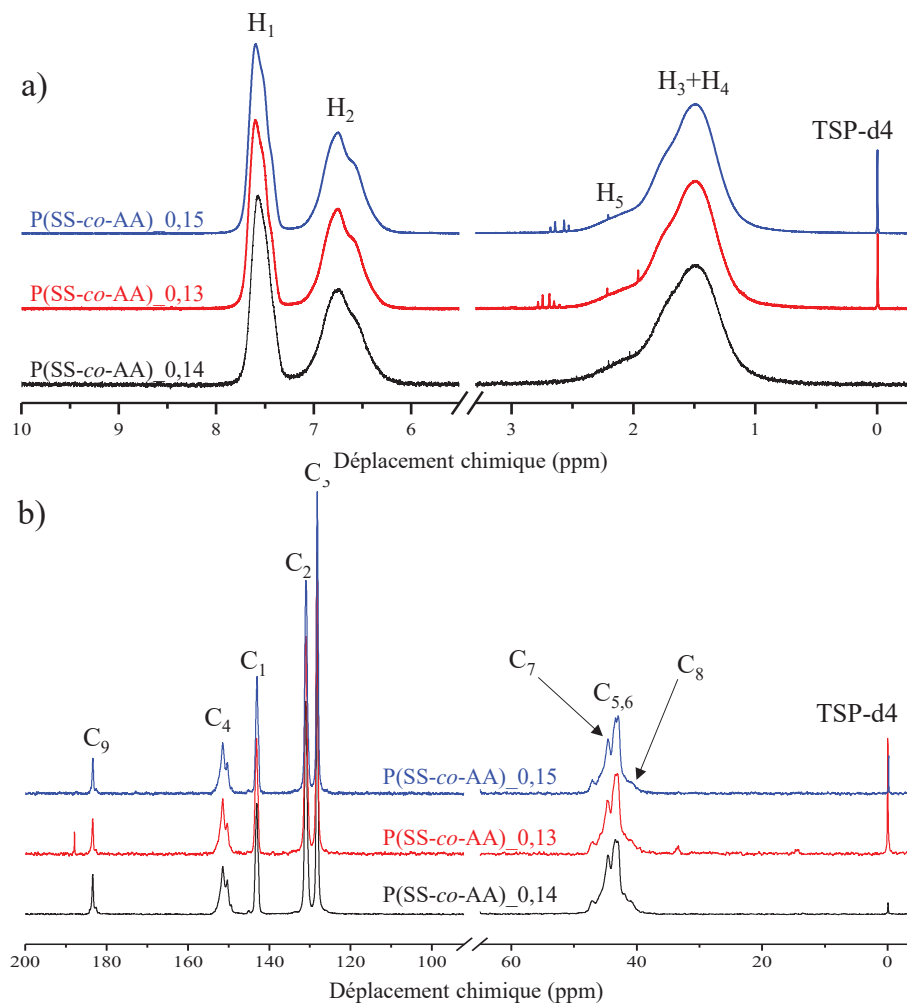 H₁
a)
H₃+H₄
H₂
TSP-d4
H₅
P(SS-co-AA)_0,15
P(SS-co-AA)_0,13
P(SS-co-AA)_0,14
10 9 8 7 6 3 2 1 0
Déplacement chimique (ppm)
b)
C₂
C₁
C₇
C₈
C₄
C₅,₆
TSP-d4
C₉
P(SS-co-AA)_0,15
P(SS-co-AA)_0,13
P(SS-co-AA)_0,14
200 180 160 140 120 100 60 40 20 0
Déplacement chimique (ppm)